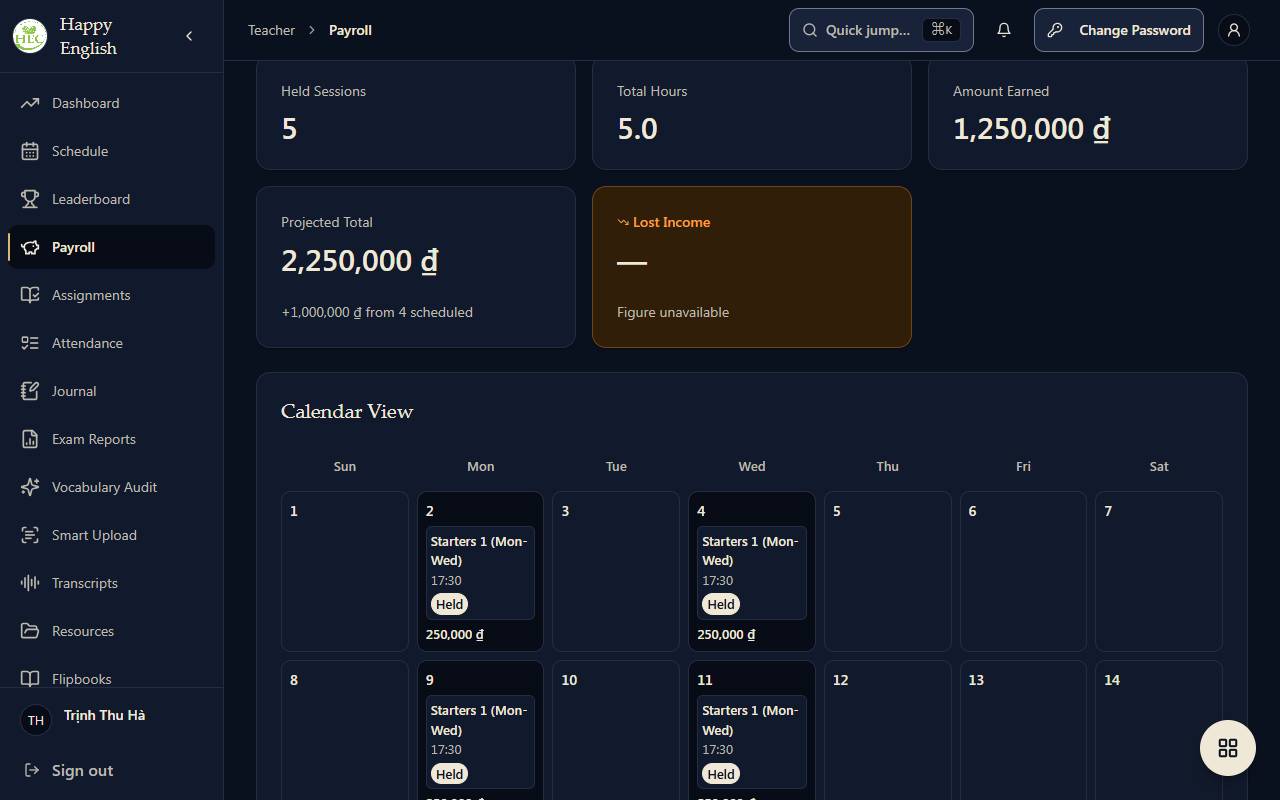 HEC
Happy
English
Teacher > Payroll
Quick jump... ⌘K
Change Password
Dashboard
Schedule
Leaderboard
Payroll
Assignments
Attendance
Journal
Exam Reports
Vocabulary Audit
Smart Upload
Transcripts
Resources
Flipbooks
TH Trịnh Thu Hà
Sign out
Held Sessions
5
Total Hours
5.0
Amount Earned
1,250,000 ₫
Projected Total
2,250,000 ₫
+1,000,000 ₫ from 4 scheduled
Lost Income
—
Figure unavailable
Calendar View
Sun Mon Tue Wed Thu Fri Sat
1
2
Starters 1 (Mon-
Wed)
17:30
Held
250,000 ₫
3
4
Starters 1 (Mon-
Wed)
17:30
Held
250,000 ₫
5
6
7
8
9
Starters 1 (Mon-
Wed)
17:30
Held
10
11
Starters 1 (Mon-
Wed)
17:30
Held
12
13
14